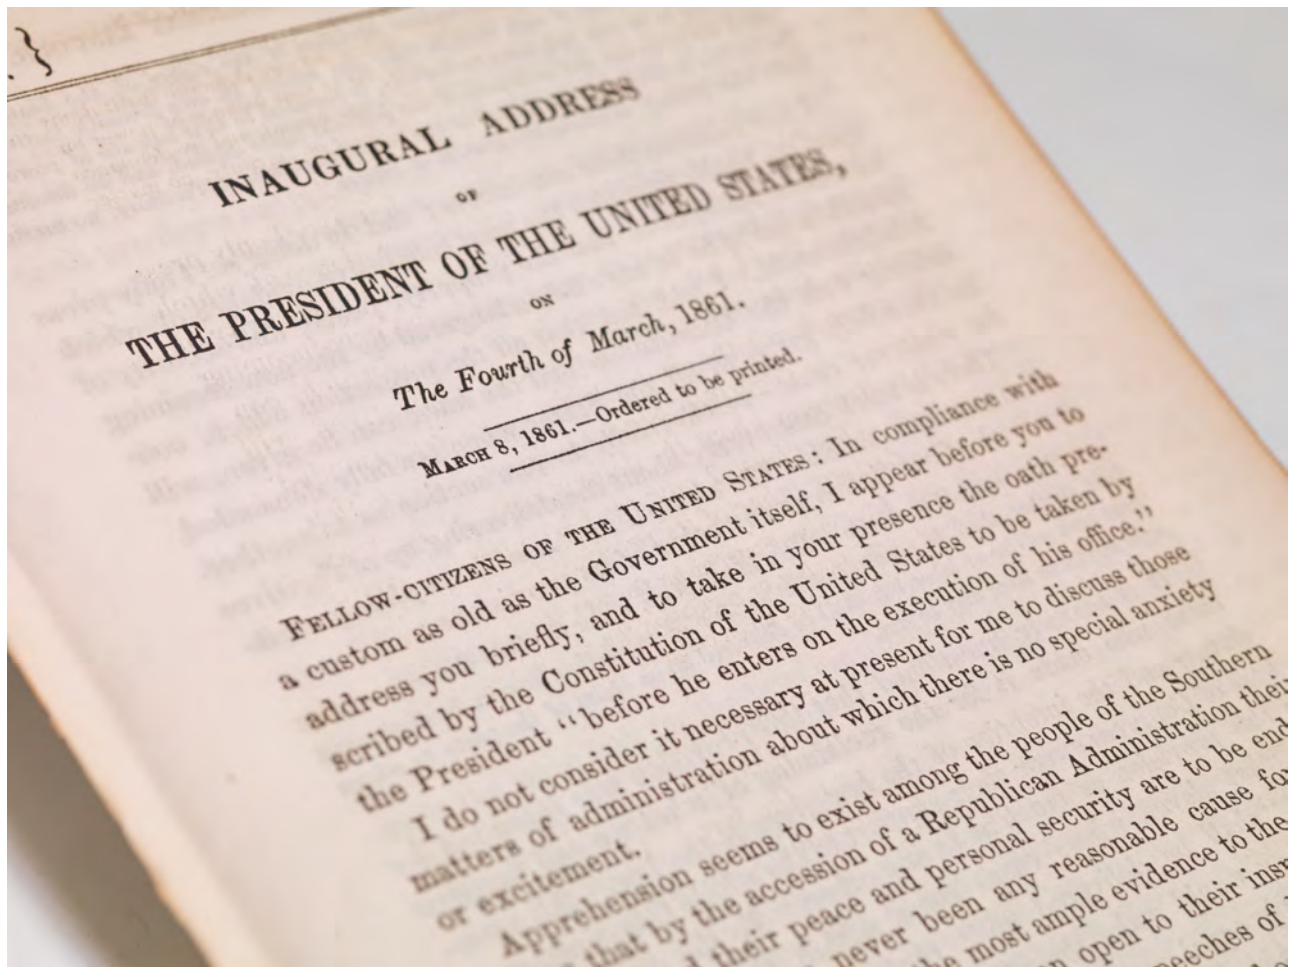 . }
INAUGURAL ADDRESS
OF
THE PRESIDENT OF THE UNITED STATES,
ON
The Fourth of March, 1861.
MARCH 8, 1861.—Ordered to be printed.
FELLOW-CITIZENS OF THE UNITED STATES: In compliance with
a custom as old as the Government itself, I appear before you to
address you briefly, and to take in your presence the oath pre-
scribed by the Constitution of the United States to be taken by
the President "before he enters on the execution of his office."
I do not consider it necessary at present for me to discuss those
matters of administration about which there is no special anxiety
or excitement.
Apprehension seems to exist among the people of the Southern
that by the accession of a Republican Administration their
their peace and personal security are to be
never been any reasonable cause for
the most ample evidence to the
open to their
of